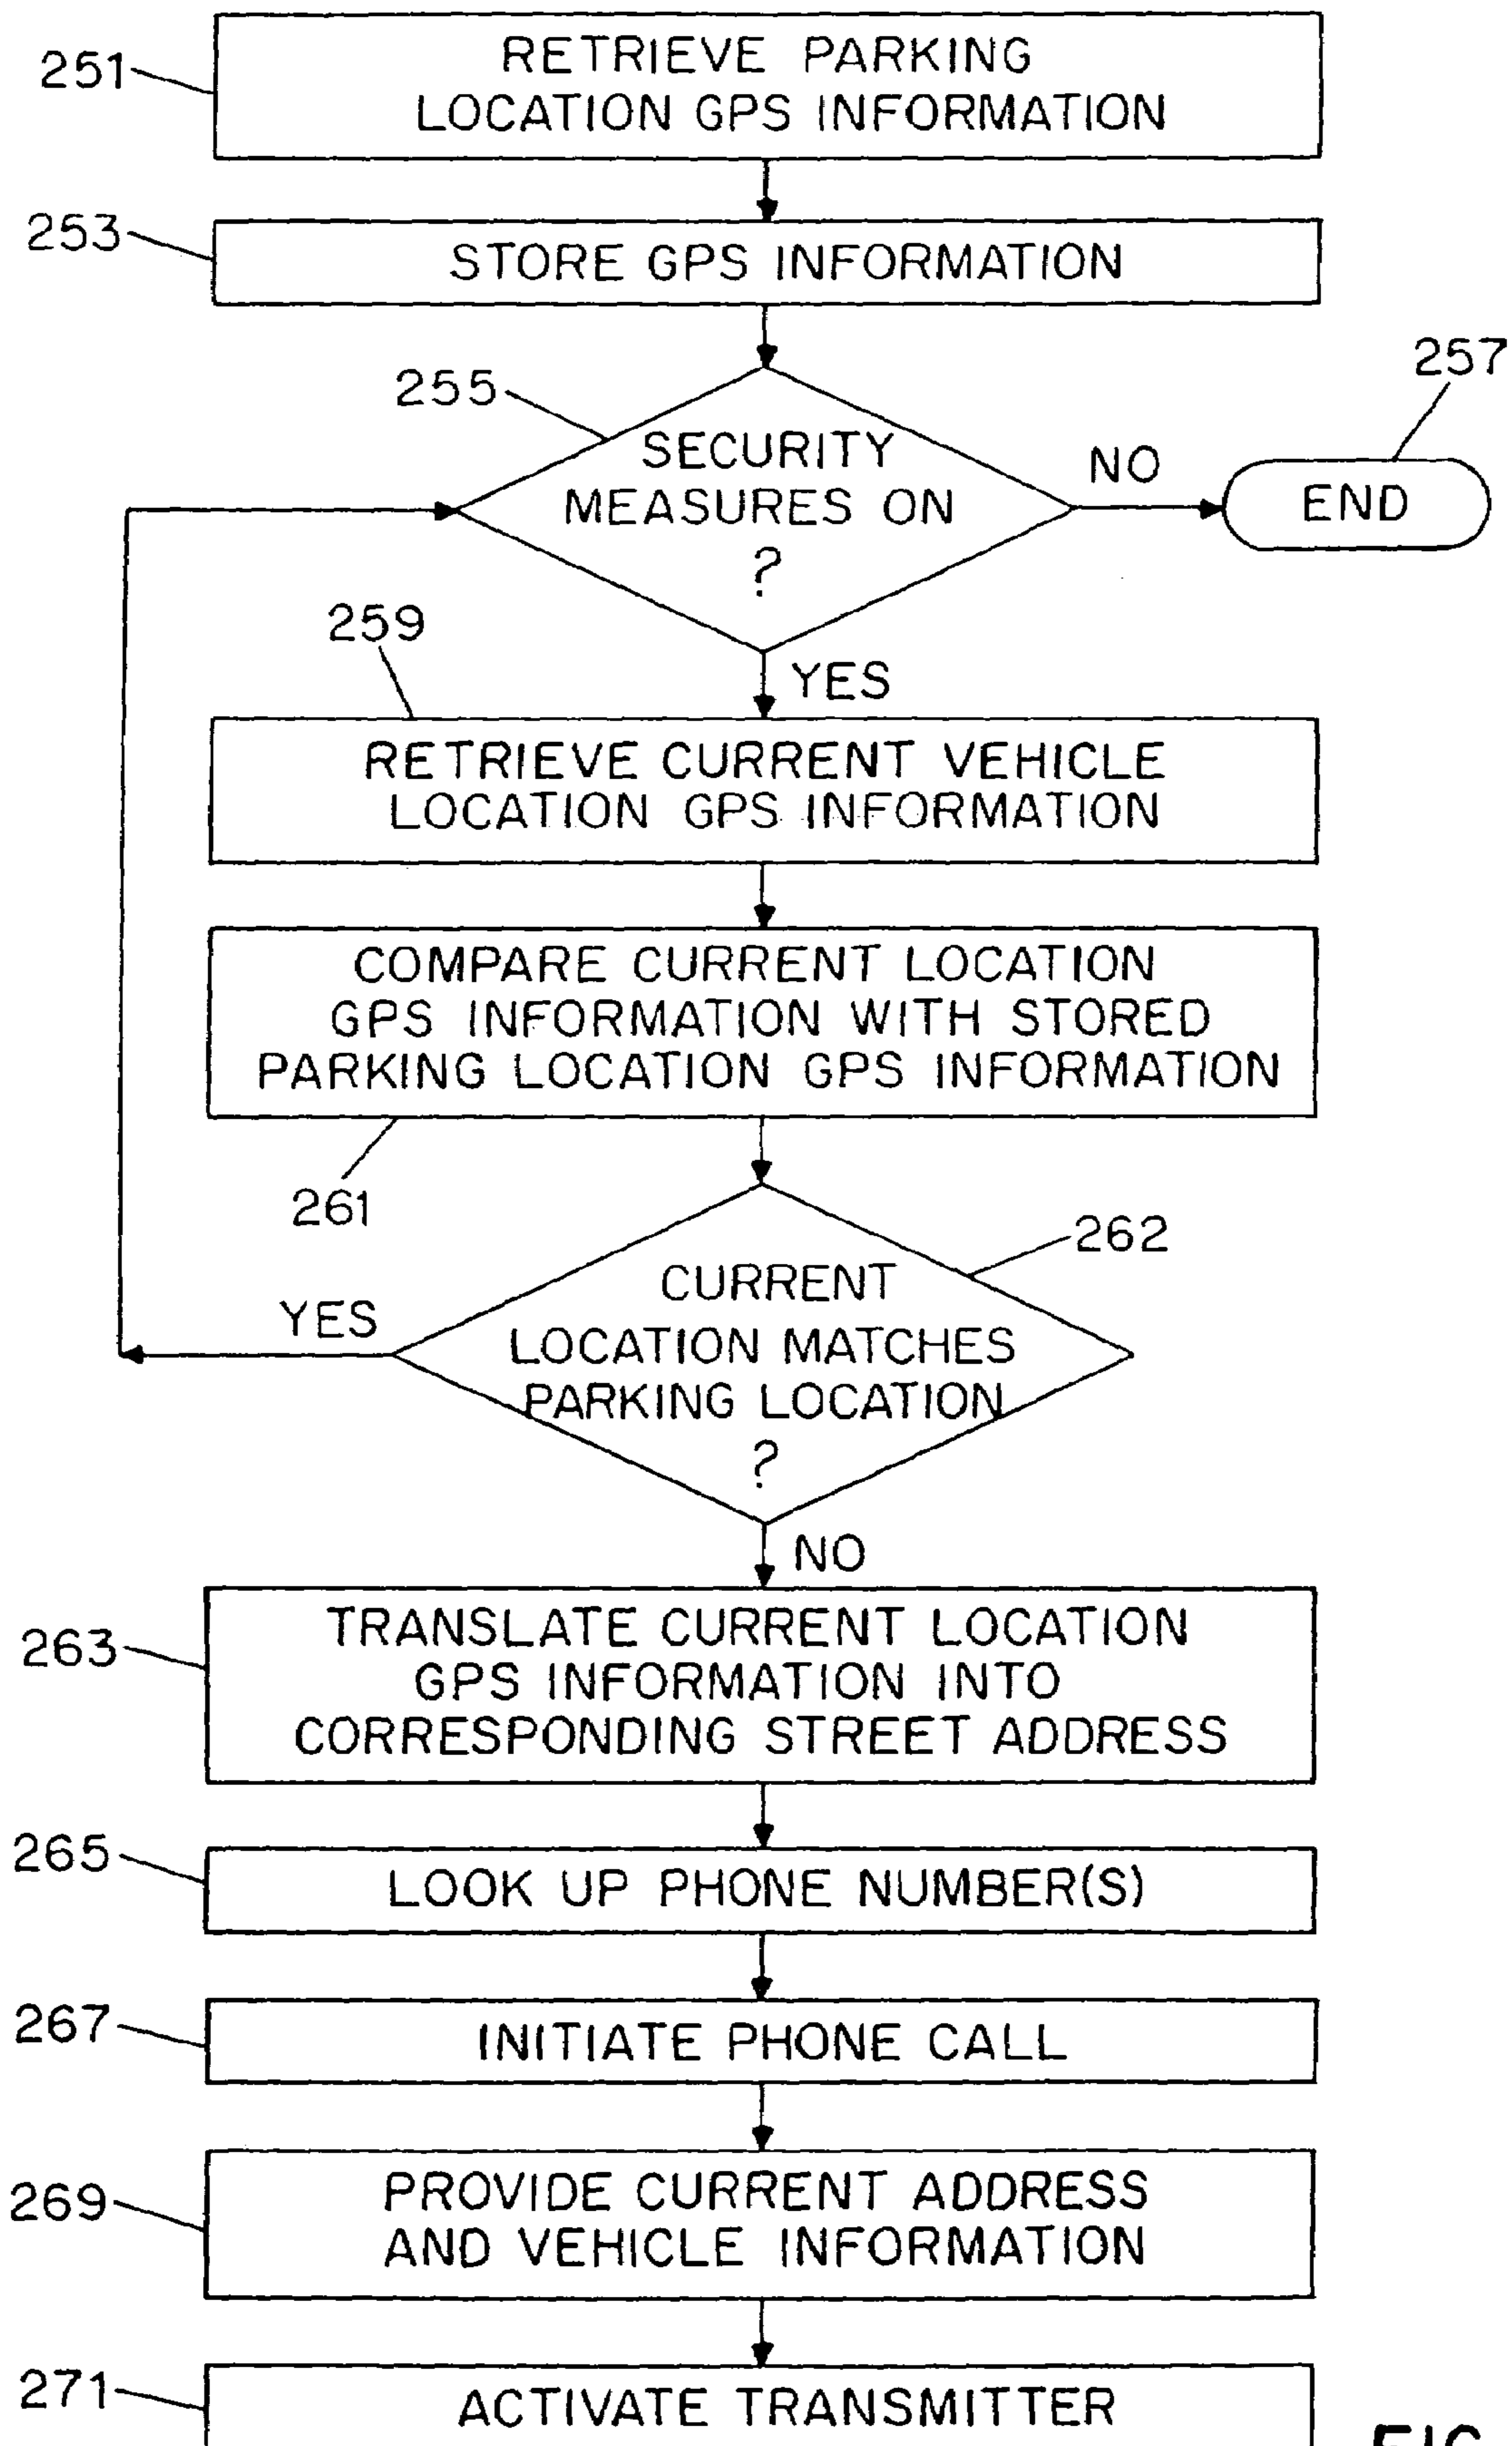 251
RETRIEVE PARKING
LOCATION GPS INFORMATION
253
STORE GPS INFORMATION
255
257
SECURITY
MEASURES ON
?
NO
END
259
YES
RETRIEVE CURRENT VEHICLE
LOCATION GPS INFORMATION
COMPARE CURRENT LOCATION
GPS INFORMATION WITH STORED
PARKING LOCATION GPS INFORMATION
261
262
CURRENT
LOCATION MATCHES
PARKING LOCATION
?
YES
NO
263
TRANSLATE CURRENT LOCATION
GPS INFORMATION INTO
CORRESPONDING STREET ADDRESS
265
LOOK UP PHONE NUMBER(S)
267
INITIATE PHONE CALL
269
PROVIDE CURRENT ADDRESS
AND VEHICLE INFORMATION
271
ACTIVATE TRANSMITTER